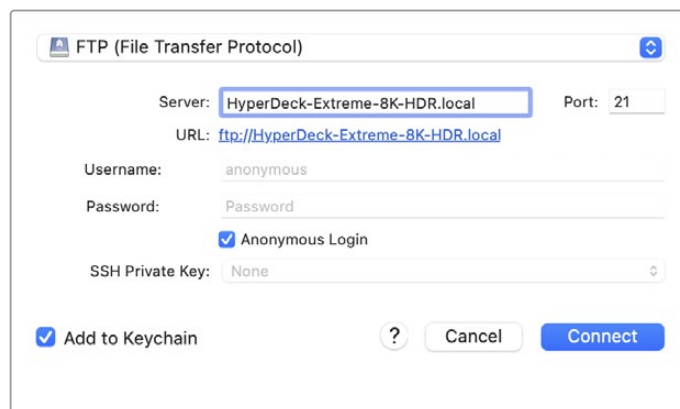 FTP (File Transfer Protocol)
Server: HyperDeck-Extreme-8K-HDR.local Port: 21
URL: ftp://HyperDeck-Extreme-8K-HDR.local
Username: anonymous
Password: Password
Anonymous Login
SSH Private Key: None
Add to Keychain ? Cancel Connect